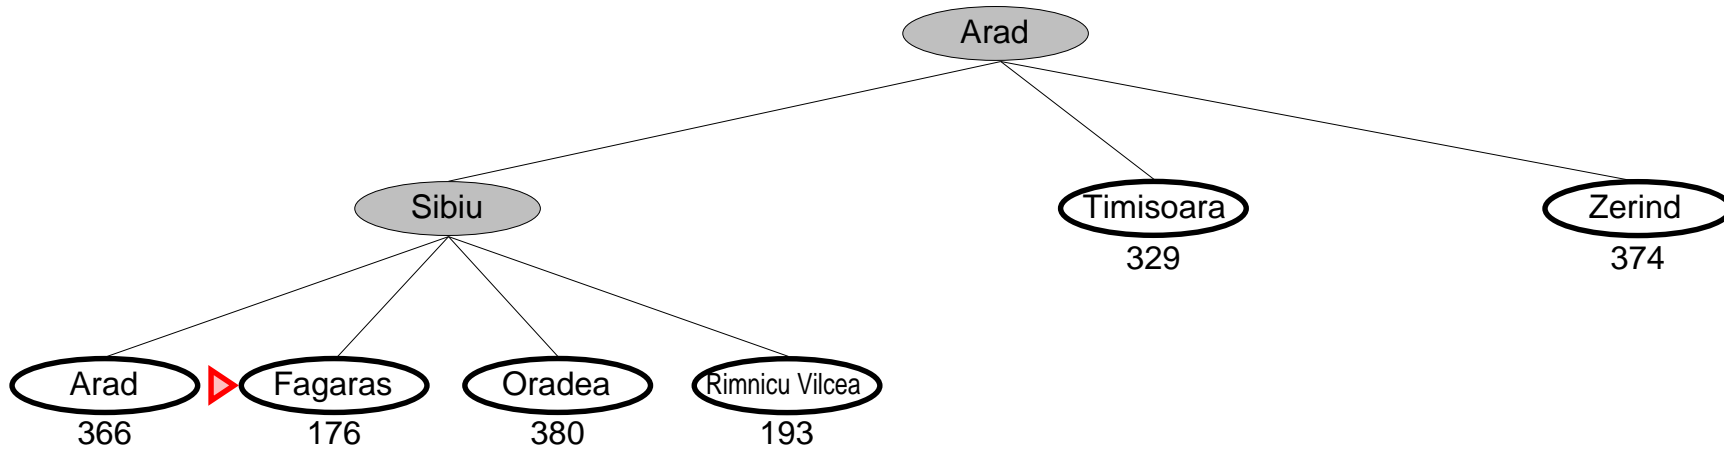 Arad
Sibiu
Timisoara
Zerind
329
374
Arad
Fagaras
Oradea
Rimnicu Vilcea
366
176
380
193